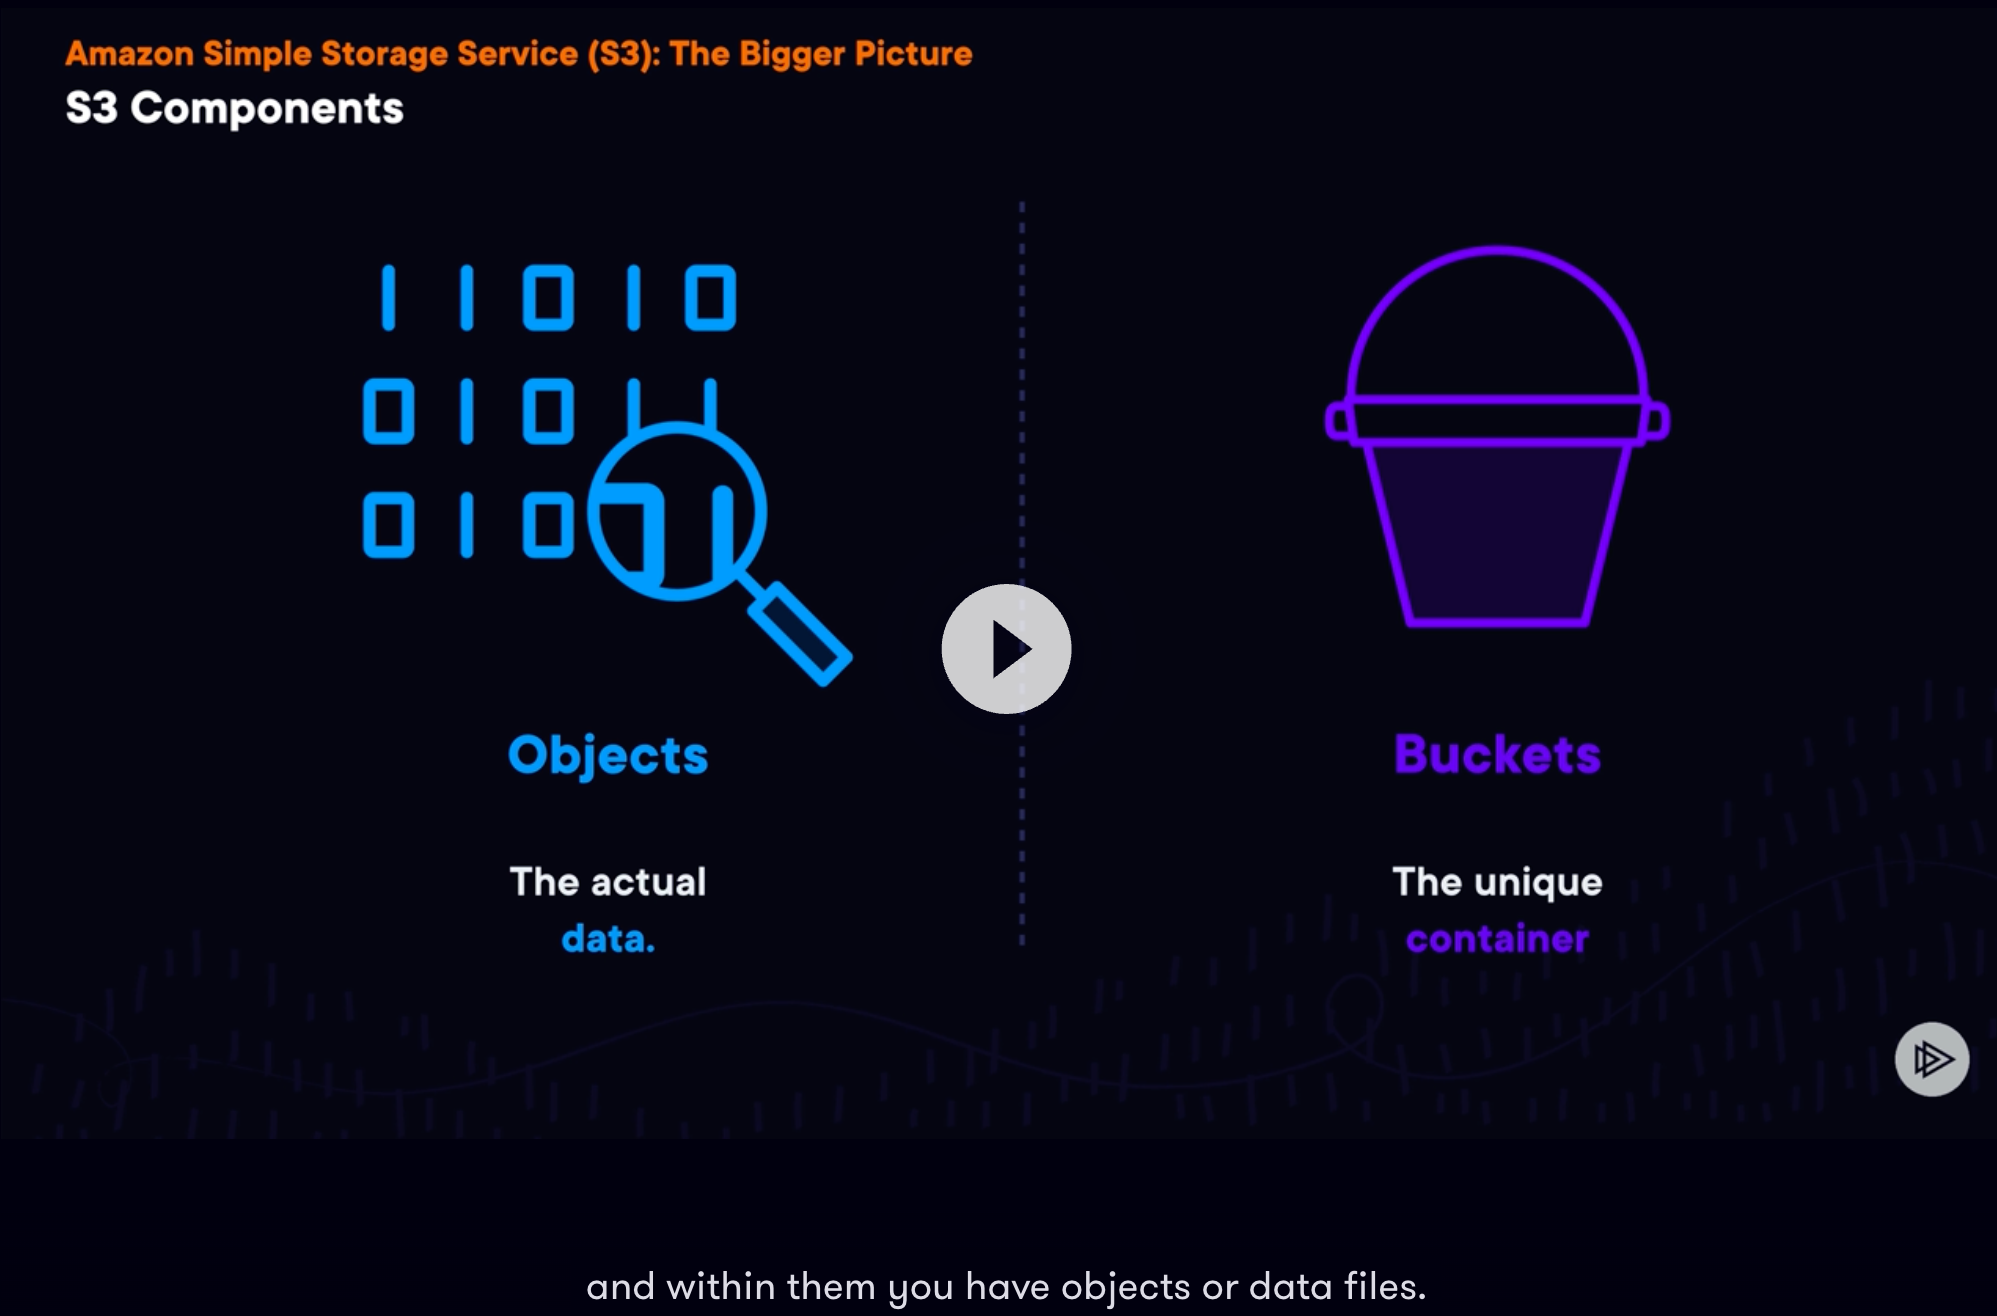 Amazon Simple Storage Service (S3): The Bigger Picture
S3 Components
1 1 0 1 0
0 1 0 1 1
0 1 0
Objects
The actual
data.
Buckets
The unique
container
and within them you have objects or data files.